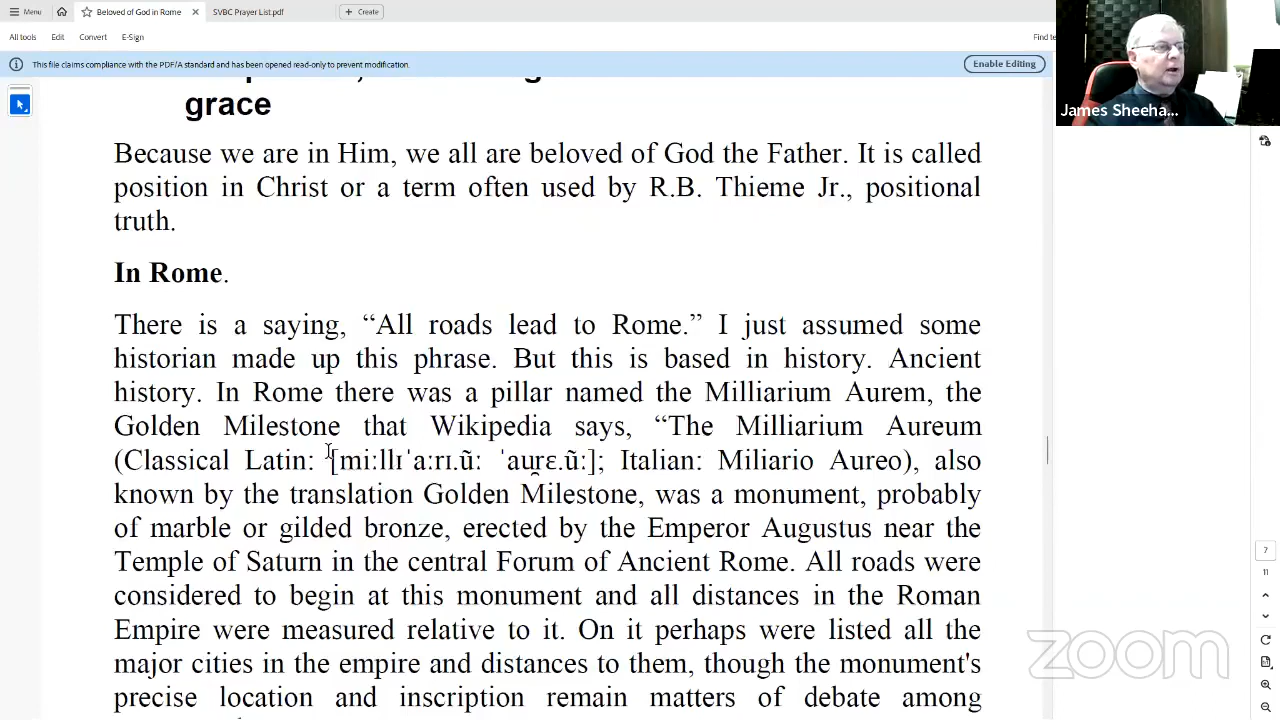 Menu
Beloved of God in Rome
SVBC Prayer List.pdf
Create
All tools Edit Convert E-Sign
Find te
This file claims compliance with the PDF/A standard and has been opened read-only to prevent modification.
Enable Editing
James Sheeha...
grace
Because we are in Him, we all are beloved of God the Father. It is called
position in Christ or a term often used by R.B. Thieme Jr., positional
truth.
In Rome.
There is a saying, “All roads lead to Rome.” I just assumed some
historian made up this phrase. But this is based in history. Ancient
history. In Rome there was a pillar named the Milliarium Aurem, the
Golden Milestone that Wikipedia says, “The Milliarium Aureum
(Classical Latin: [miːllɪˈaːrɪ.ũː ˈau̯rɛ.ũː]; Italian: Miliario Aureo), also
known by the translation Golden Milestone, was a monument, probably
of marble or gilded bronze, erected by the Emperor Augustus near the
Temple of Saturn in the central Forum of Ancient Rome. All roads were
considered to begin at this monument and all distances in the Roman
Empire were measured relative to it. On it perhaps were listed all the
major cities in the empire and distances to them, though the monument's
precise location and inscription remain matters of debate among
7
11
zoom